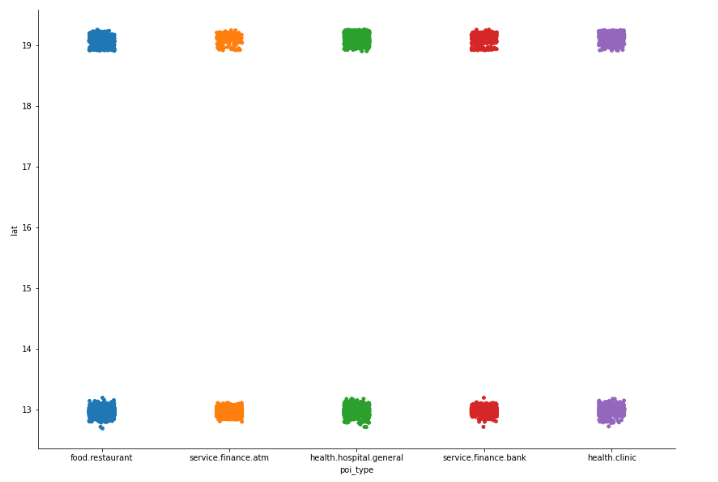 19
18
17
16
15
14
13
lat
food.restaurant
service.finance.atm
health.hospital.general
service.finance.bank
health.clinic
poi_type